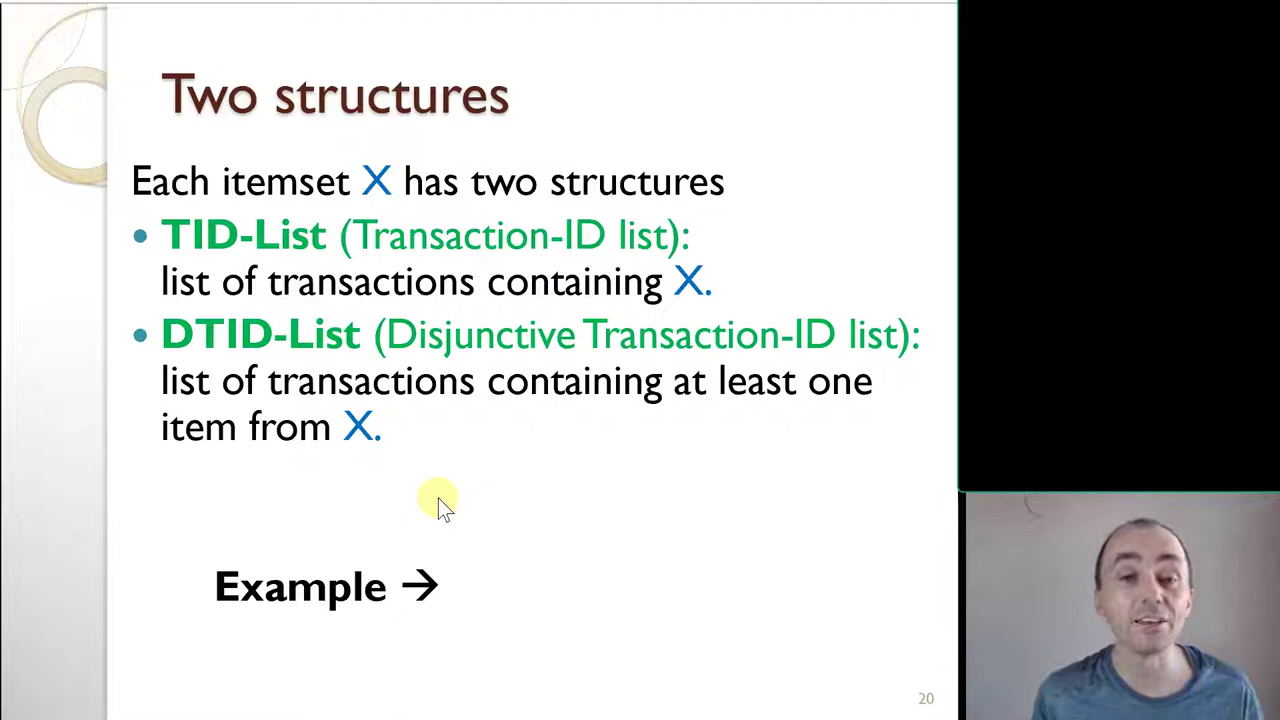 Two structures
Each itemset X has two structures
• TID-List (Transaction-ID list):
list of transactions containing X.
• DTID-List (Disjunctive Transaction-ID list):
list of transactions containing at least one
item from X.
Example →
20